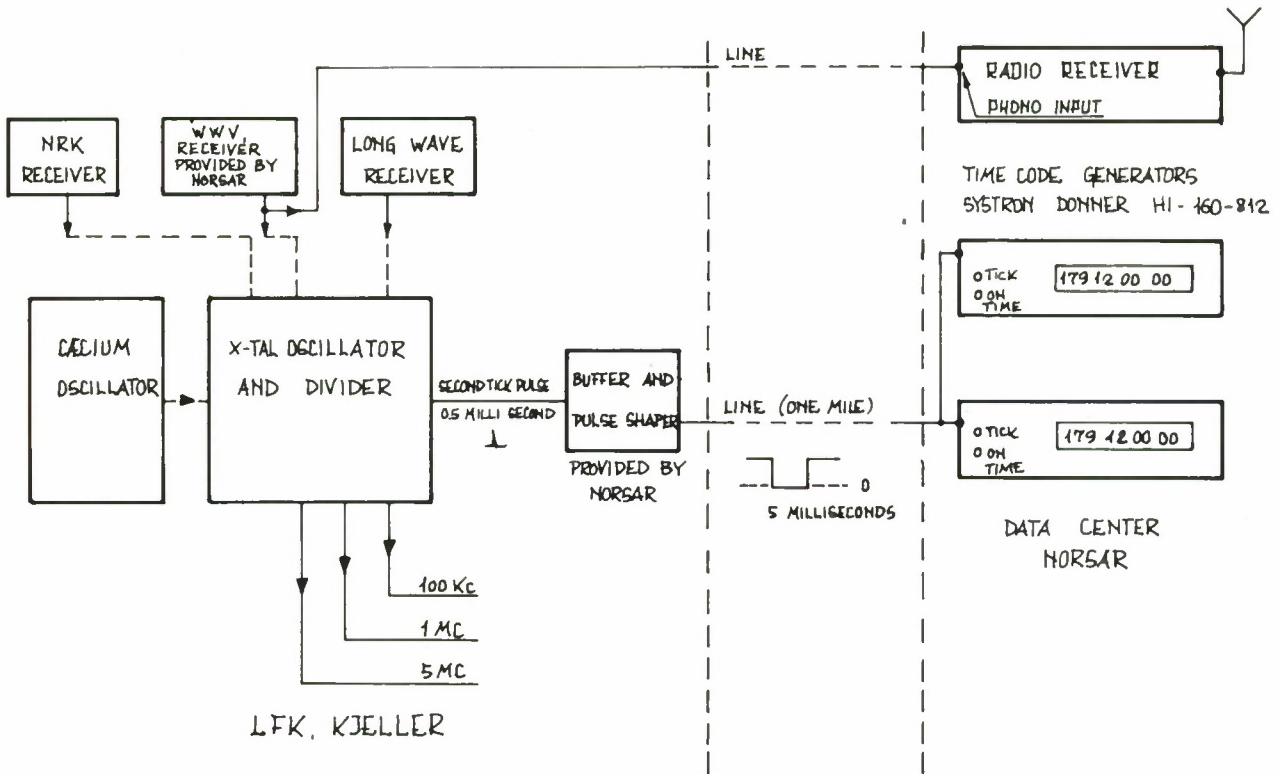 LINE
RADIO RECEIVER
PHONO INPUT
NRK
RECEIVER
WWV,
RECEIVER
PROVIDED BY
NORSAR
LONG WAVE
RECEIVER
TIME CODE GENERATORS
SYSTRON DONNER HI-160-812
TICK
ON
TIME
179 12 00 00
CÆCIUM
OSCILLATOR
X-TAL OSCILLATOR
AND DIVIDER
SECOND TICK PULSE
0.5 MILLI SECOND
BUFFER AND
PULSE SHAPER
PROVIDED BY
NORSAR
LINE (ONE MILE)
0
5 MILLISECONDS
TICK
ON
TIME
179 12 00 00
DATA CENTER
NORSAR
100 KC
1 MC
5 MC
LFK, KJELLER